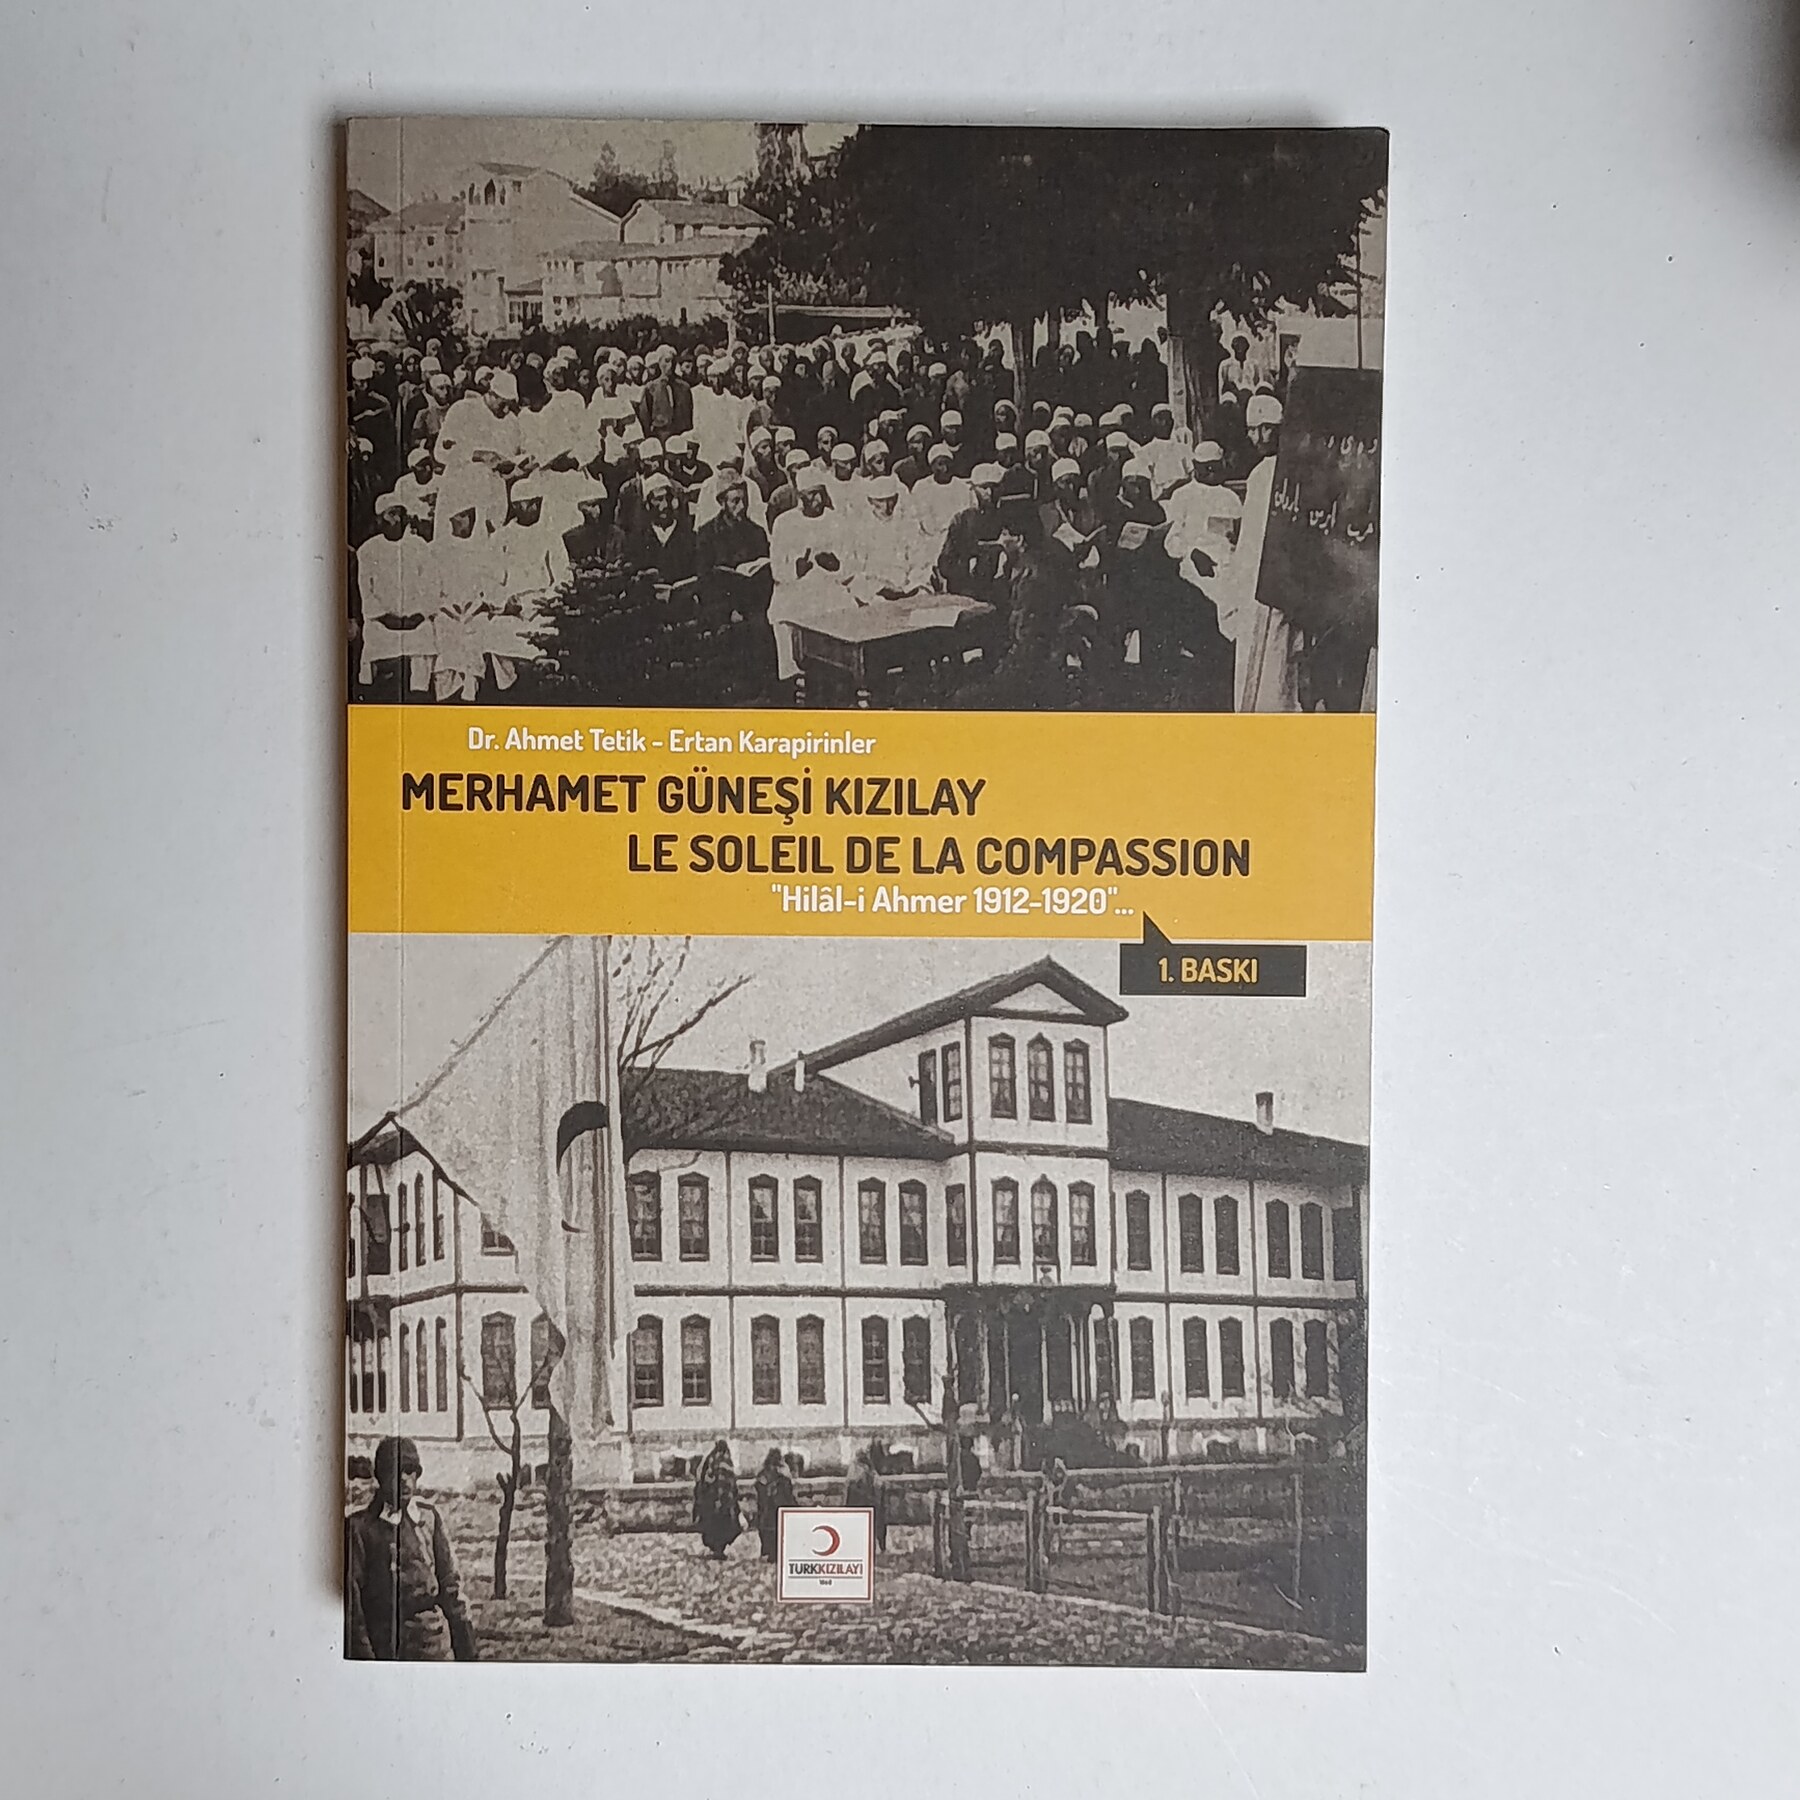 Dr. Ahmet Tetik - Ertan Karapirinler
MERHAMET GÜNEŞİ KIZILAY
LE SOLEIL DE LA COMPASSION
"Hilâl-i Ahmer 1912-1920"...
1. BASKI
TÜRKKIZILAYI
1868